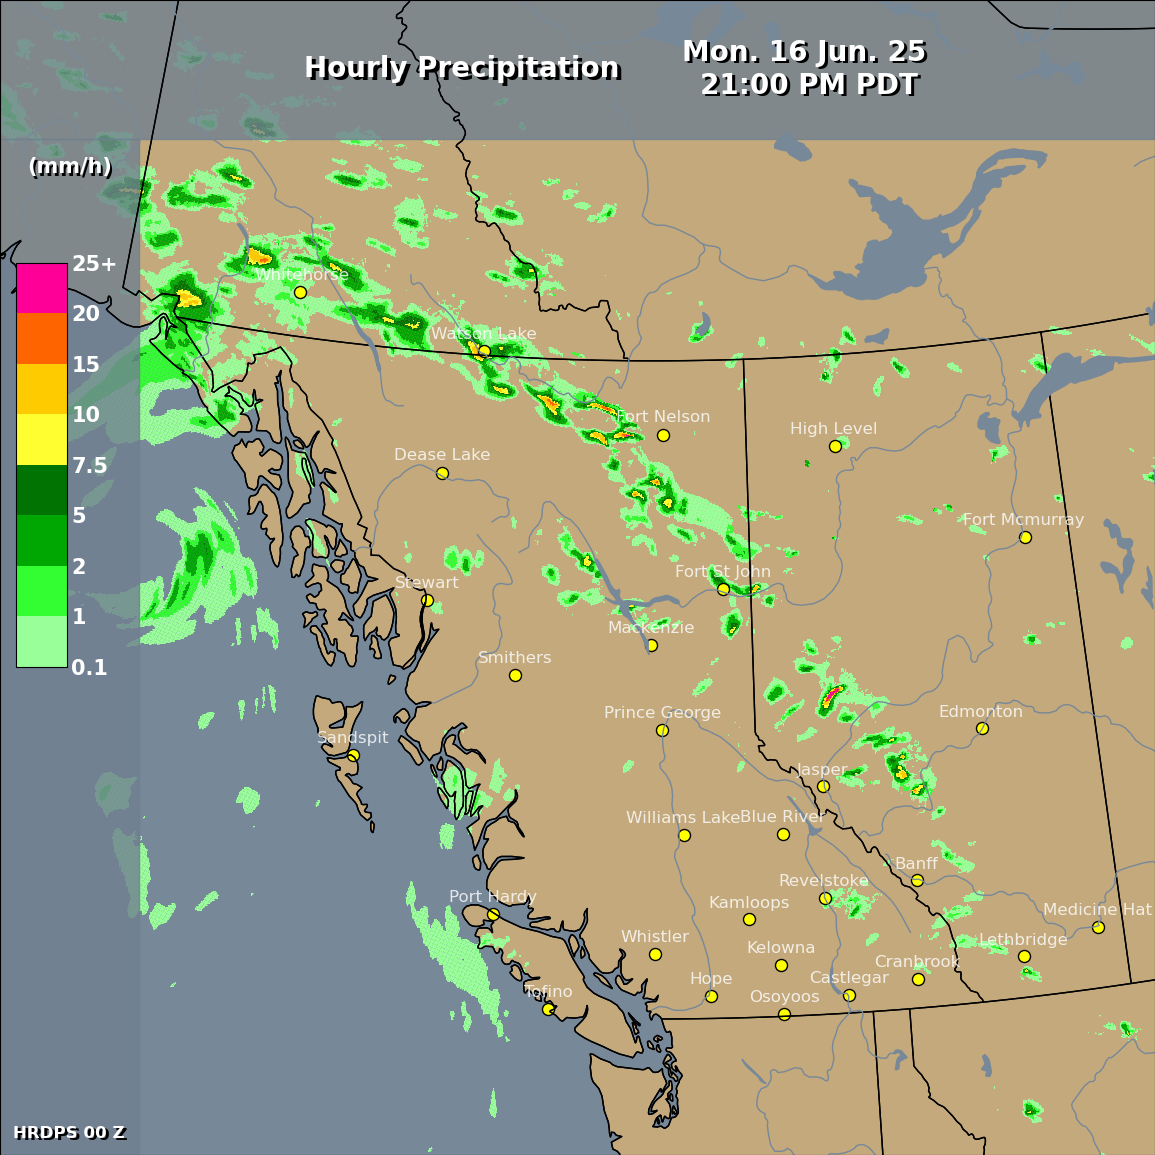 Hourly Precipitation
Mon. 16 Jun. 25
21:00 PM PDT
(mm/h)
25+
20
15
10
7.5
5
2
1
0.1
Whitehorse
Watson Lake
Fort Nelson
High Level
Dease Lake
Fort Mcmurray
Fort St John
Stewart
Mackenzie
Smithers
Prince George
Edmonton
Sandspit
Jasper
Williams Lake
Blue River
Banff
Revelstoke
Port Hardy
Kamloops
Medicine Hat
Whistler
Kelowna
Lethbridge
Cranbrook
Hope
Castlegar
Tofino
Osoyoos
HRDPS 00 Z